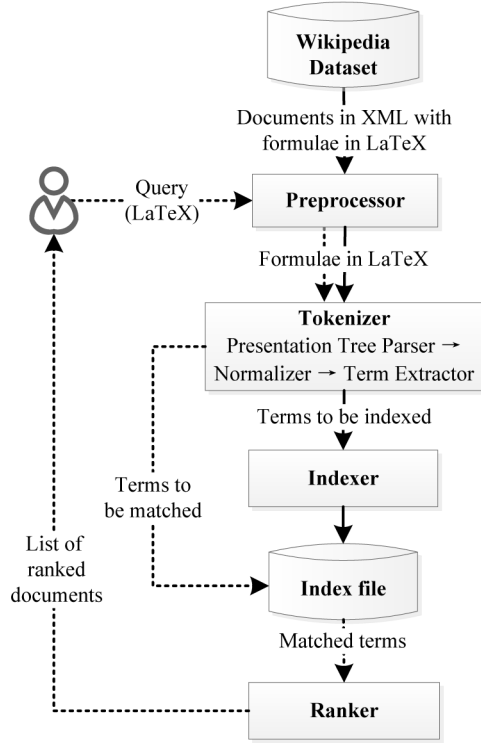 Wikipedia
Dataset
Documents in XML with
formulae in LaTeX
Query
(LaTeX)
Preprocessor
Formulae in LaTeX
Tokenizer
Presentation Tree Parser →
Normalizer → Term Extractor
Terms to be indexed
Indexer
Terms to
be matched
List of
ranked
documents
Index file
Matched terms
Ranker